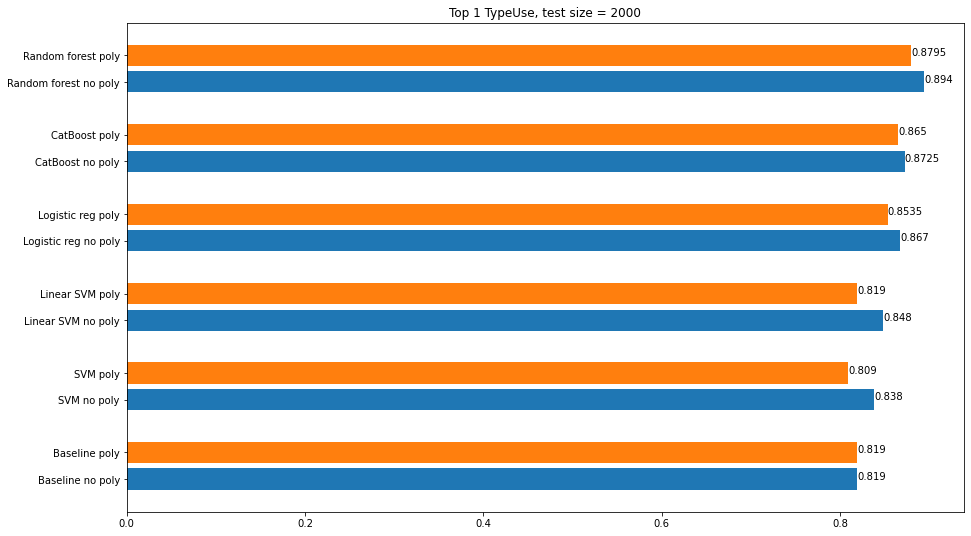 Top 1 TypeUse, test size = 2000
Random forest poly
0.8795
Random forest no poly
0.894
CatBoost poly
0.865
CatBoost no poly
0.8725
Logistic reg poly
0.8535
Logistic reg no poly
0.867
Linear SVM poly
0.819
Linear SVM no poly
0.848
SVM poly
0.809
SVM no poly
0.838
Baseline poly
0.819
Baseline no poly
0.819
0.0 0.2 0.4 0.6 0.8